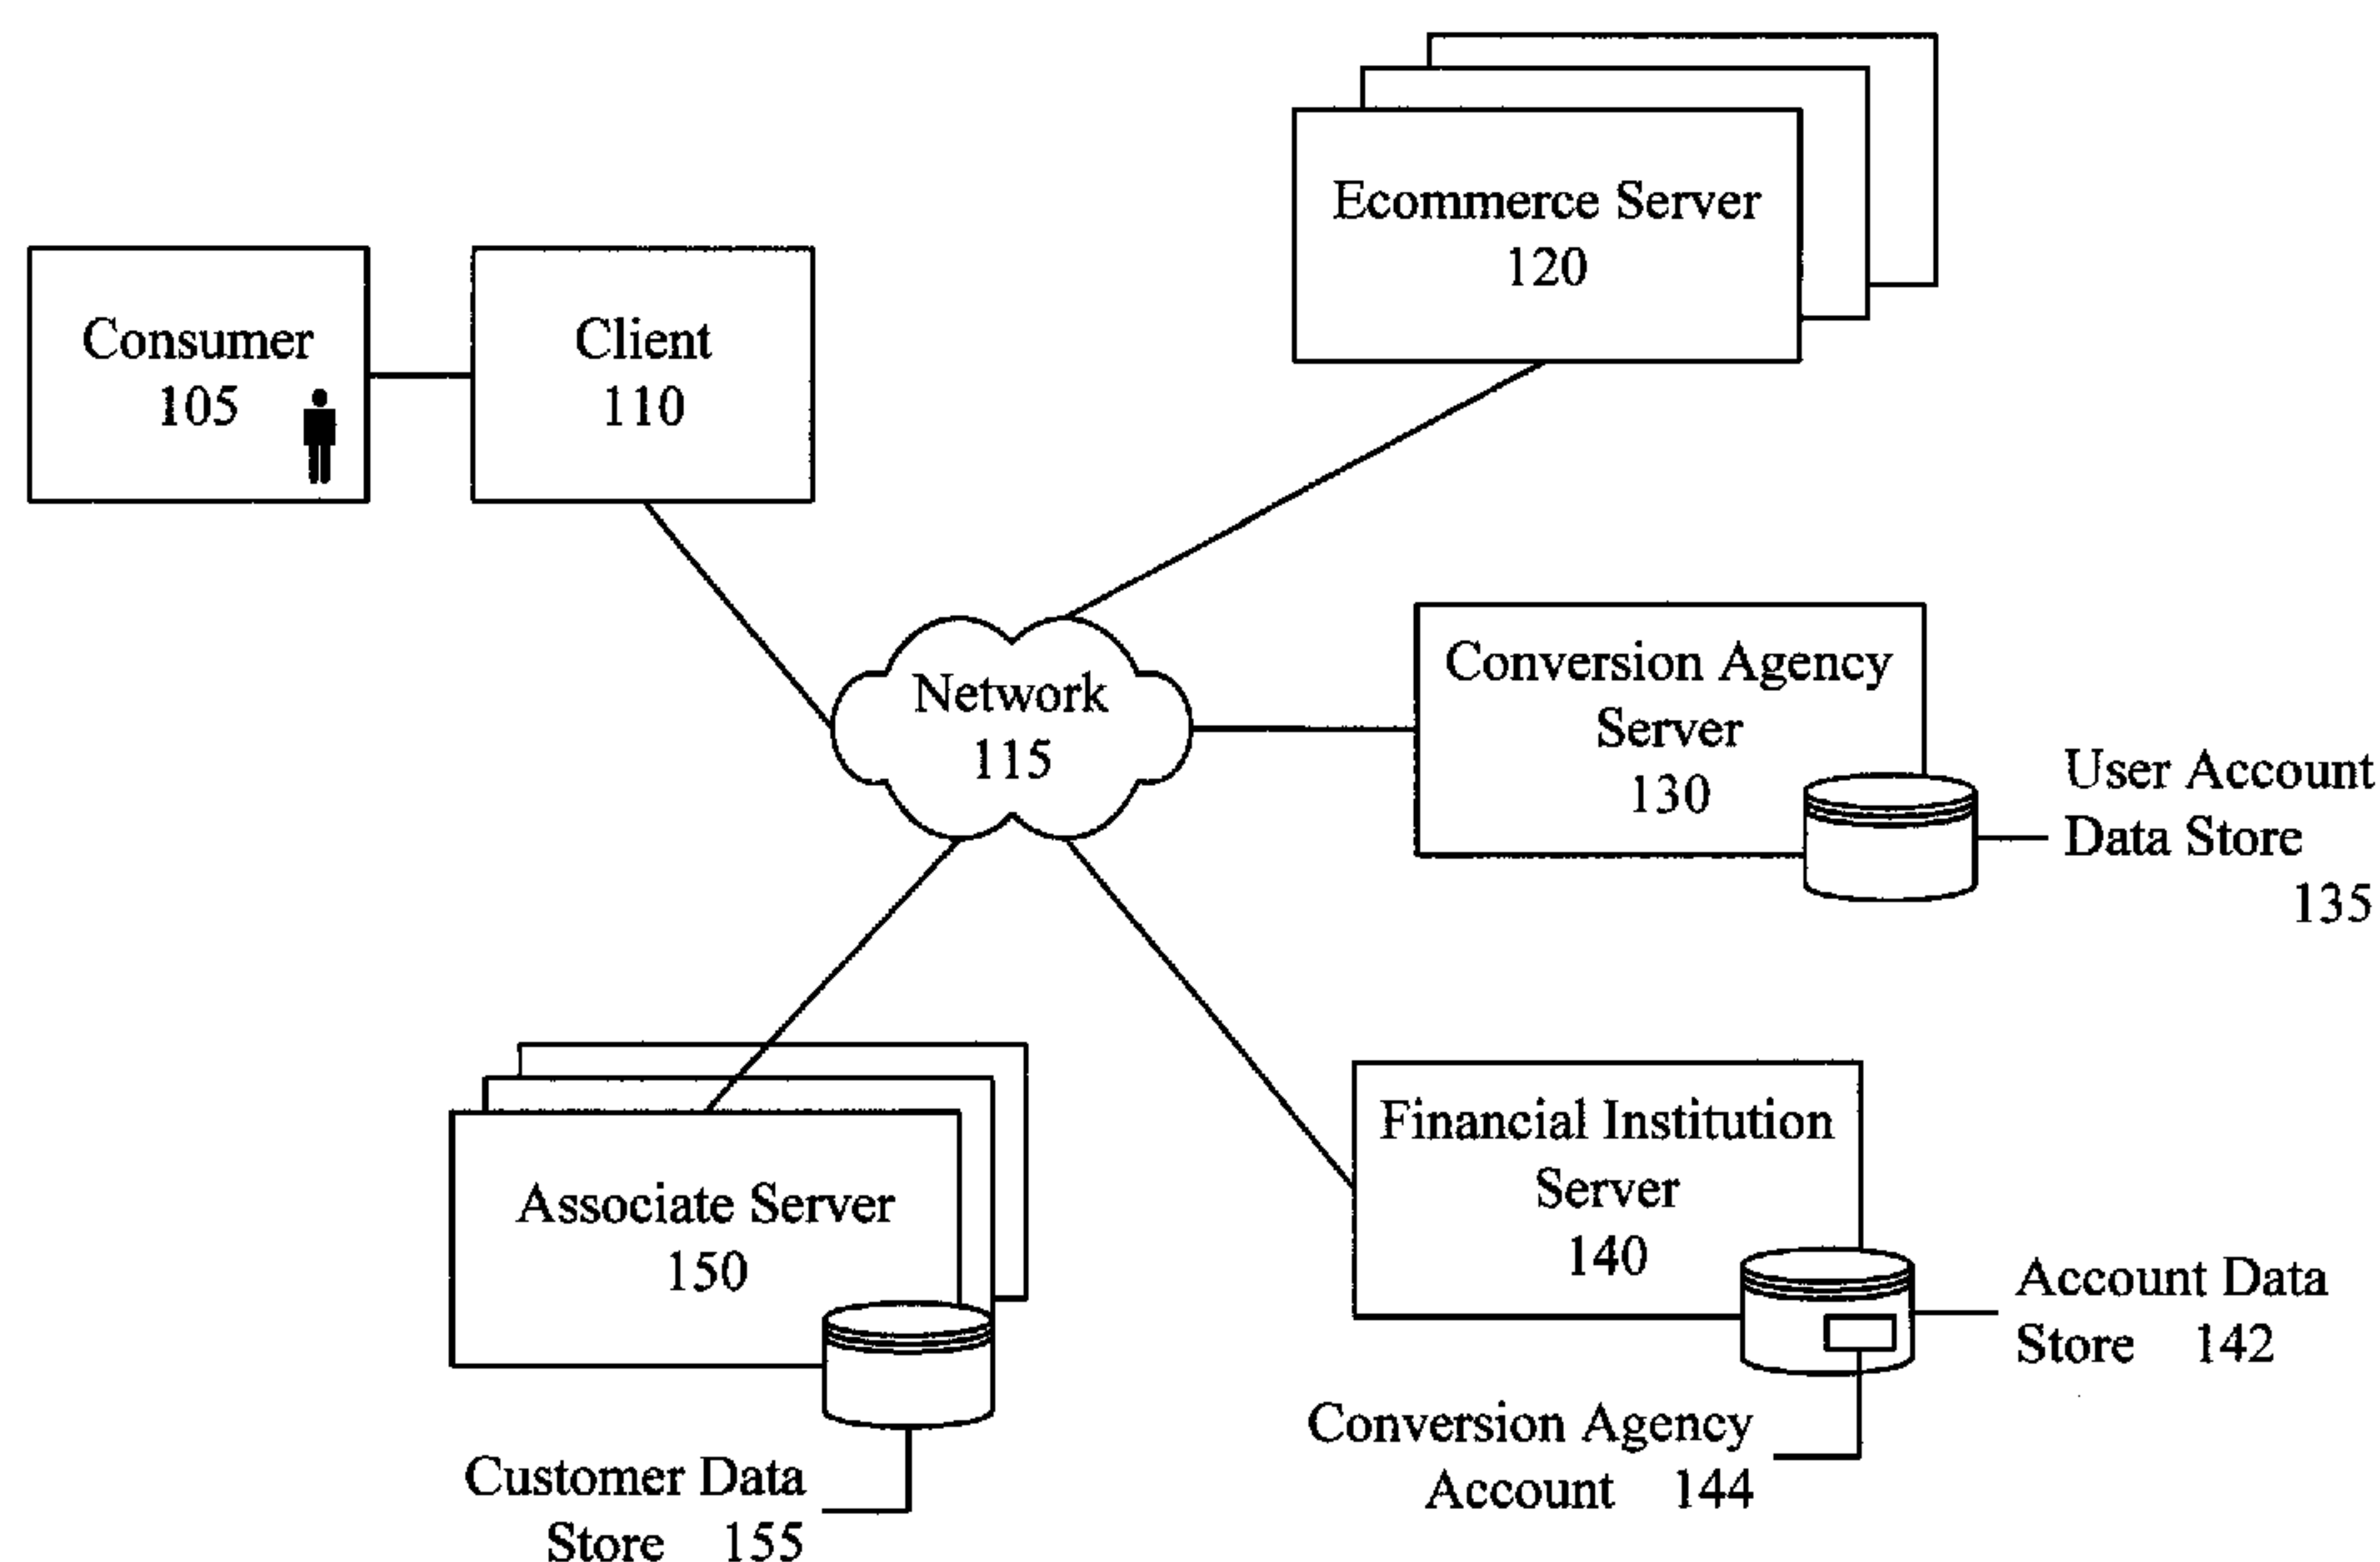 Ecommerce Server
120
Consumer
105
Client
110
Network
115
Conversion Agency
Server
130
User Account
Data Store
135
Associate Server
150
Financial Institution
Server
140
Account Data
Store 142
Conversion Agency
Account 144
Customer Data
Store 155